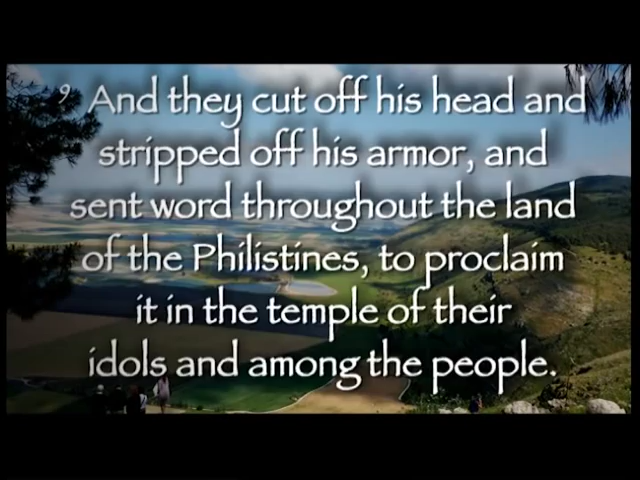 9 And they cut off his head and
stripped off his armor, and
sent word throughout the land
of the Philistines, to proclaim
it in the temple of their
idols and among the people.